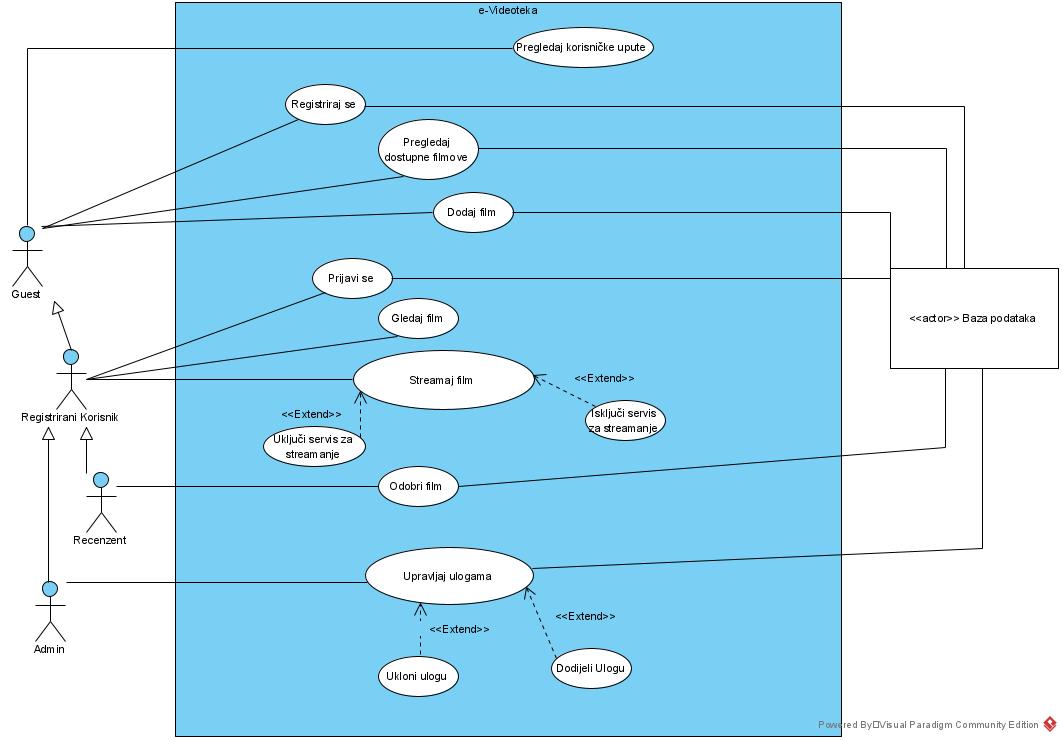 e-Videoteka
Pregledaj korisničke upute
Registriraj se
Pregledaj
dostupne filmove
Dodaj film
Guest
Prijavi se
<<actor>> Baza podataka
Gledaj film
Streamaj film
<<Extend>>
Registrirani Korisnik
<<Extend>>
Isključi servis
za streamanje
Uključi servis za
streamanje
Odobri film
Recenzent
Upravljaj ulogama
<<Extend>>
<<Extend>>
Admin
Ukloni ulogu
Dodijeli Ulogu
Powered By Visual Paradigm Community Edition